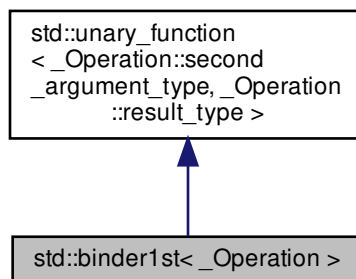 std::unary_function
< _Operation::second
_argument_type, _Operation
::result_type >
std::binder1st< _Operation >